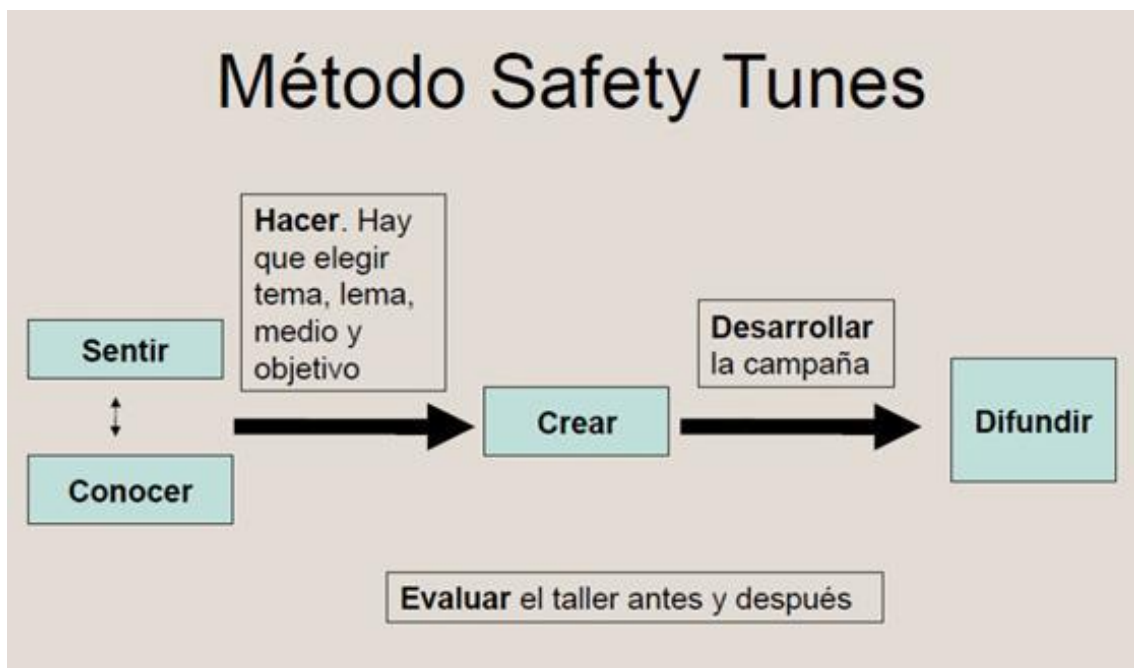 Método Safety Tunes
Hacer. Hay
que elegir
tema, lema,
medio y
objetivo
Sentir
Conocer
Crear
Desarrollar
la campaña
Difundir
Evaluar el taller antes y después